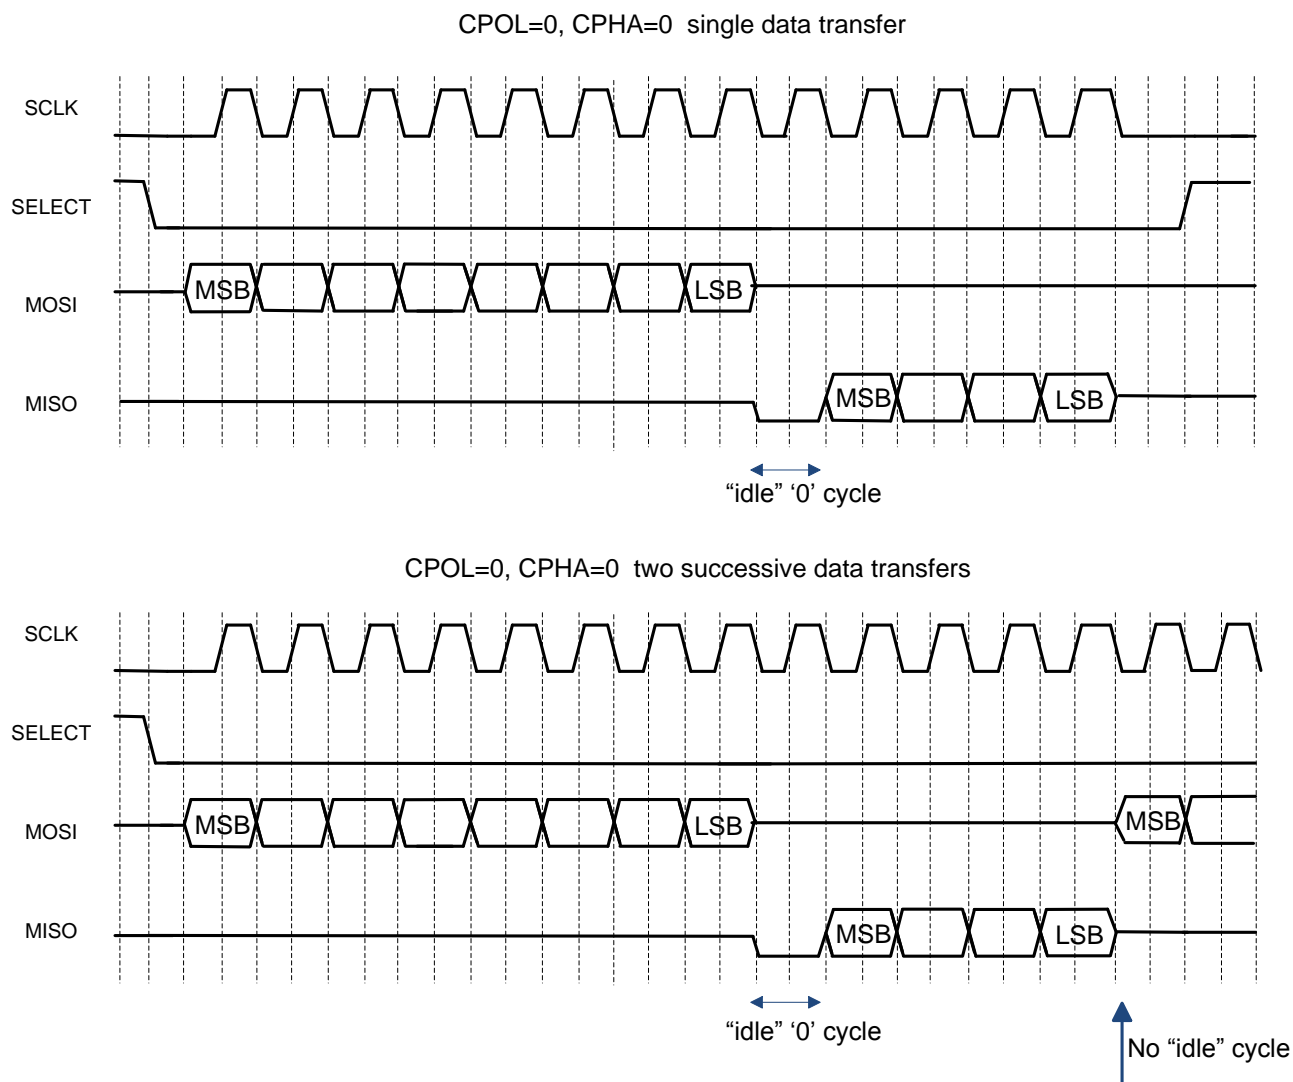 CPOL=0, CPHA=0 single data transfer
SCLK
SELECT
MOSI
MSB
LSB
MISO
MSB
LSB
“idle” ‘0’ cycle
CPOL=0, CPHA=0 two successive data transfers
SCLK
SELECT
MOSI
MSB
LSB
MSB
MISO
MSB
LSB
“idle” ‘0’ cycle
No “idle” cycle